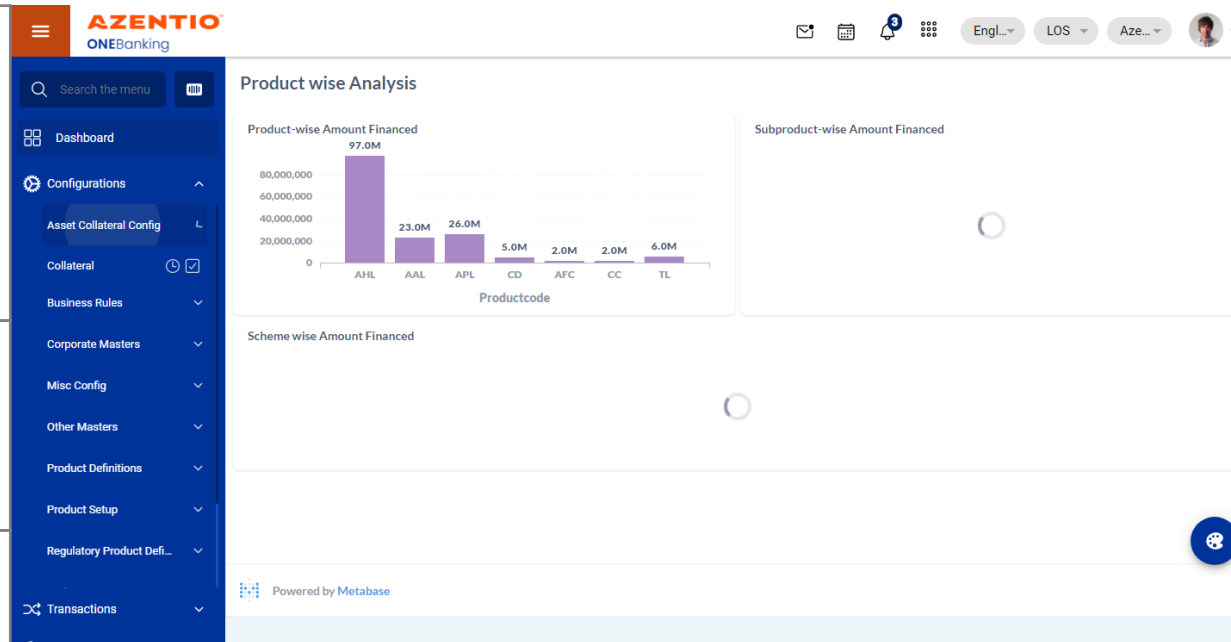 AZENTIO
ONEBanking
3
Engl...
LOS
Aze...
Search the menu
Dashboard
Configurations
Asset Collateral Config
Collateral
Business Rules
Corporate Masters
Misc Config
Other Masters
Product Definitions
Product Setup
Regulatory Product Defi...
Transactions
Product wise Analysis
Product-wise Amount Financed
97.0M
80,000,000
60,000,000
40,000,000
20,000,000
0
23.0M
26.0M
5.0M
2.0M
2.0M
6.0M
AHL AAL APL CD AFC CC TL
Productcode
Subproduct-wise Amount Financed
Scheme wise Amount Financed
Powered by Metabase